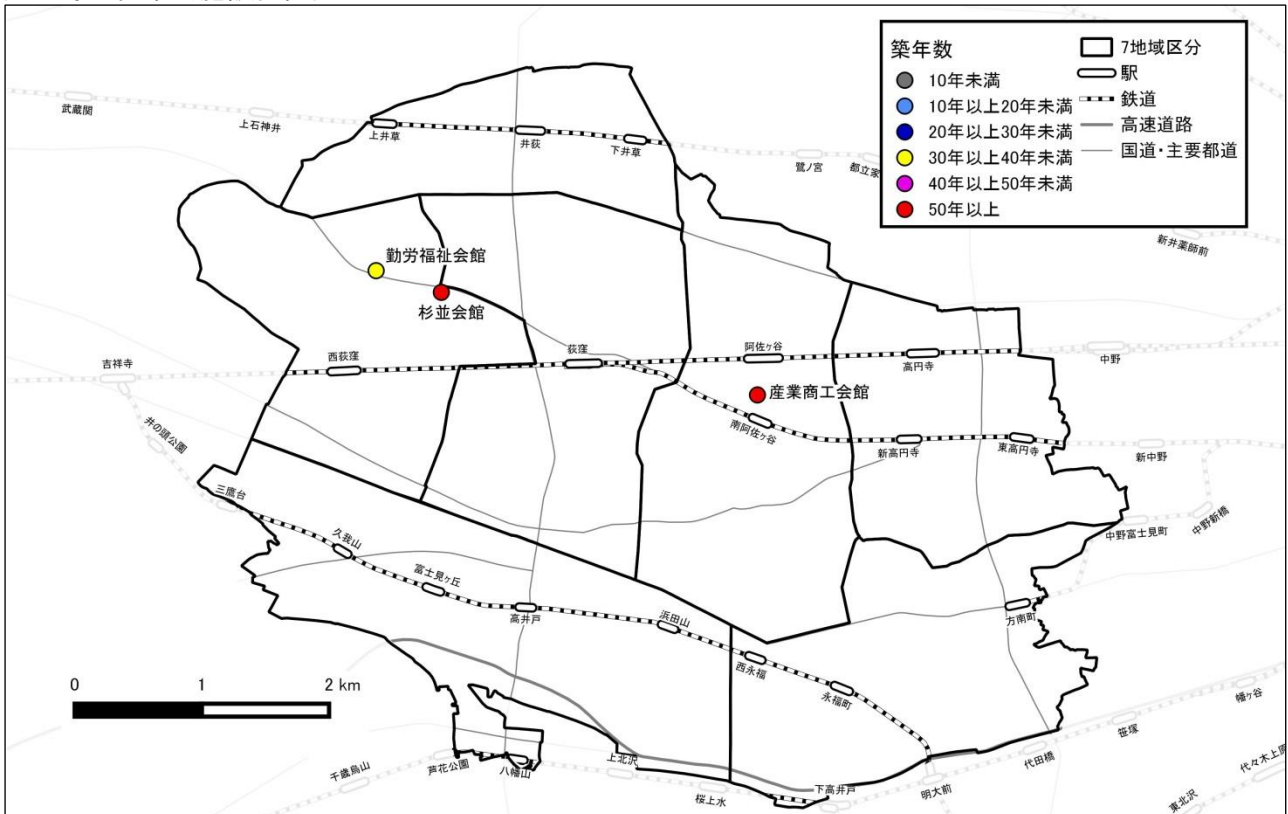 築年数
10年未満
10年以上20年未満
20年以上30年未満
30年以上40年未満
40年以上50年未満
50年以上
7地域区分
駅
鉄道
高速道路
国道・主要都道
武蔵関
上石神井
上井草
井荻
下井草
鷺ノ宮
都立家
新井薬師前
勤労福祉会館
杉並会館
吉祥寺
西荻窪
荻窪
阿佐ヶ谷
高円寺
中野
産業商工会館
南阿佐ヶ谷
新高円寺
東高円寺
新中野
井の頭公園
三鷹台
久我山
富士見ヶ丘
高井戸
浜田山
西永福
永福町
方南町
中野富士見町
中野新橋
0 1 2 km
千歳烏山
芦花公園
八幡山
上北沢
桜上水
下高井戸
明大前
代田橋
笹塚
幡ヶ谷
代々木上原
東北沢